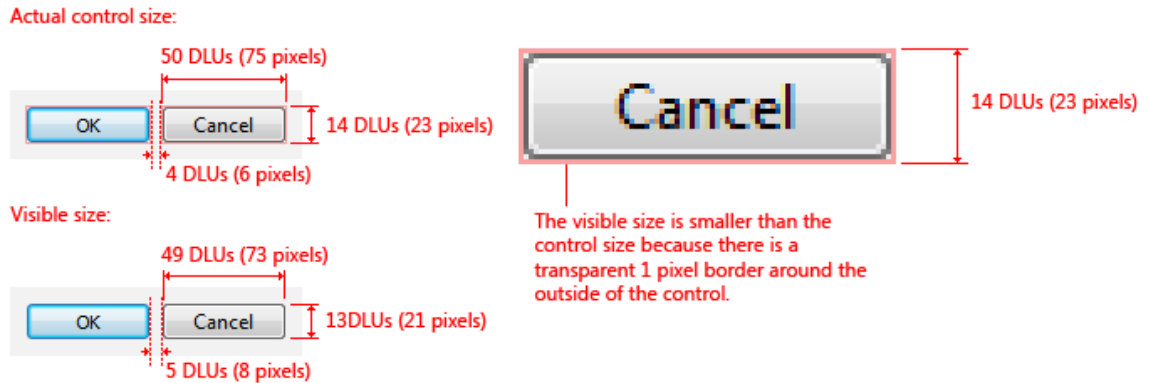 Actual control size:
50 DLUs (75 pixels)
OK
Cancel
14 DLUs (23 pixels)
4 DLUs (6 pixels)
Visible size:
49 DLUs (73 pixels)
OK
Cancel
13DLUs (21 pixels)
5 DLUs (8 pixels)
Cancel
14 DLUs (23 pixels)
The visible size is smaller than the
control size because there is a
transparent 1 pixel border around the
outside of the control.